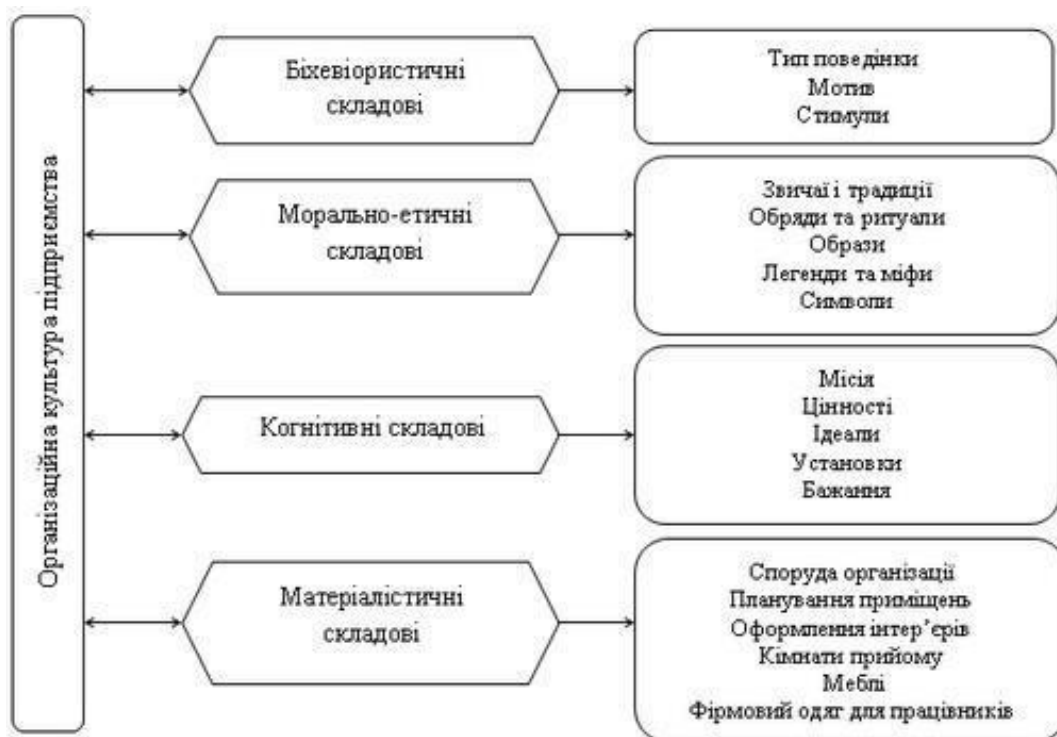 Організаційна культура підприємства
Біхевіористичні
складові
Тип поведінки
Мотив
Стимули
Морально-етичні
складові
Звичаї і традиції
Обряди та ритуали
Образи
Легенди та міфи
Символи
Когнітивні складові
Місія
Цінності
Ідеали
Установки
Бажання
Матеріалістичні
складові
Споруда організації
Планування приміщень
Оформлення інтер’єрів
Кімнати прийому
Меблі
Фірмовий одяг для працівників